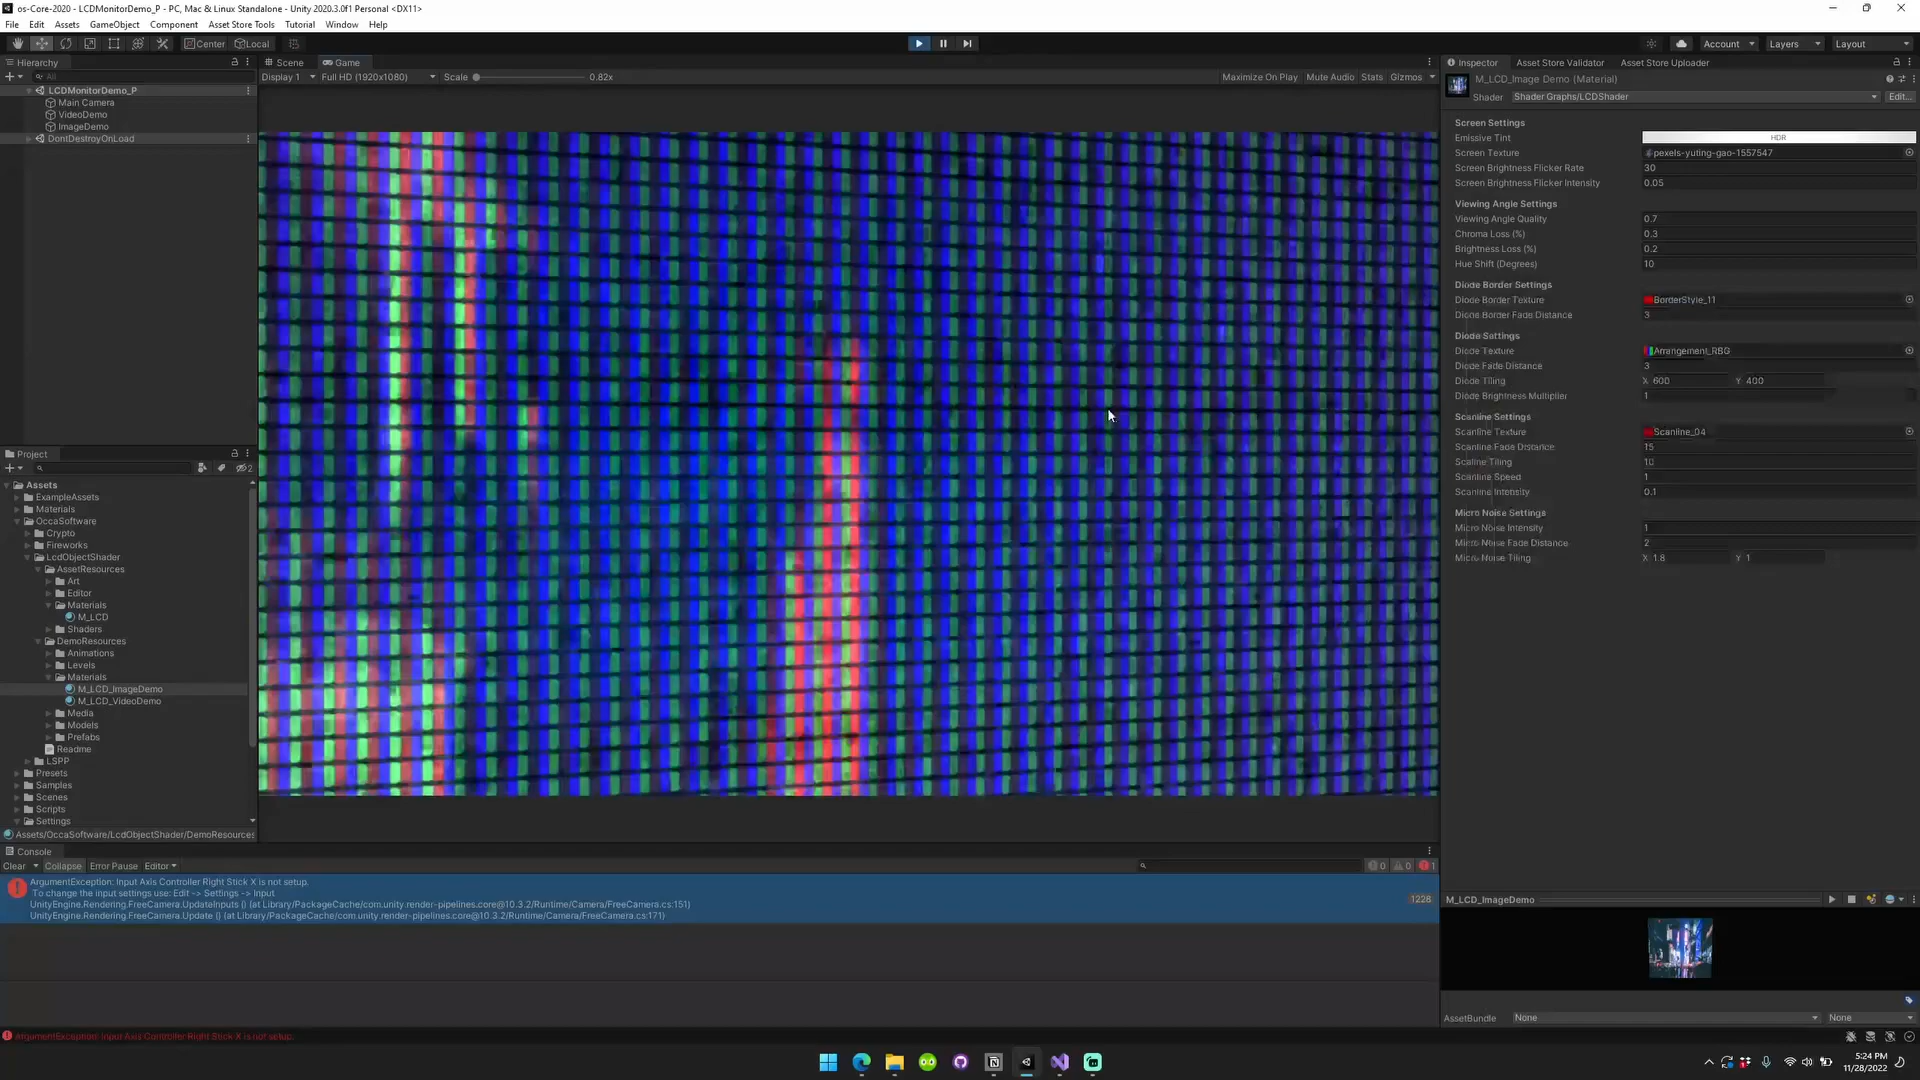 os-Core-2020 - LCDMonitorDemo_P - PC, Mac & Linux Standalone - Unity 2020.3.0f1 Personal <DX11>
File Edit Assets GameObject Component Asset Store Tools Tutorial Window Help
Center Local
Account Layers Layout
Hierarchy
All
LCDMonitorDemo_P
Main Camera
VideoDemo
ImageDemo
DontDestroyOnLoad
Scene Game
Display 1 Full HD (1920x1080) Scale 0.82x Maximize On Play Mute Audio Stats Gizmos
Project
2
Assets
ExampleAssets
Materials
OccaSoftware
Crypto
Fireworks
LcdObjectShader
AssetResources
Art
Editor
Materials
M_LCD
Shaders
DemoResources
Animations
Levels
Materials
M_LCD_ImageDemo
M_LCD_VideoDemo
Media
Models
Prefabs
Readme
LSPP
Presets
Samples
Scenes
Scripts
Settings
Assets/OccaSoftware/LcdObjectShader/DemoResources
Console
Clear Collapse Error Pause Editor
0 0 1
ArgumentException: Input Axis Controller Right Stick X is not setup.
To change the input settings use: Edit -> Settings -> Input
UnityEngine.Rendering.FreeCamera.UpdateInputs () (at Library/PackageCache/com.unity.render-pipelines.core@10.3.2/Runtime/Camera/FreeCamera.cs:151)
UnityEngine.Rendering.FreeCamera.Update () (at Library/PackageCache/com.unity.render-pipelines.core@10.3.2/Runtime/Camera/FreeCamera.cs:171)
1228
ArgumentException: Input Axis Controller Right Stick X is not setup.
Inspector Asset Store Validator Asset Store Uploader
M_LCD_Image Demo (Material)
Shader Shader Graphs/LCDShader Edit...
Screen Settings
Emissive Tint HDR
Screen Texture pexels-yuting-gao-1557547
Screen Brightness Flicker Rate 30
Screen Brightness Flicker Intensity 0.05
Viewing Angle Settings
Viewing Angle Quality 0.7
Chroma Loss (%) 0.3
Brightness Loss (%) 0.2
Hue Shift (Degrees) 10
Diode Border Settings
Diode Border Texture BorderStyle_11
Diode Border Fade Distance 3
Diode Settings
Diode Texture Arrangement_RBG
Diode Fade Distance 3
Diode Tiling X 600 Y 400
Diode Brightness Multiplier 1
Scanline Settings
Scanline Texture Scanline_04
Scanline Fade Distance 15
Scaline Tiling 10
Scanline Speed 1
Scanline Intensity 0.1
Micro Noise Settings
Micro Noise Intensity 1
Micro Noise Fade Distance 2
Micro Noise Tiling X 1.8 Y 1
M_LCD_ImageDemo
AssetBundle None None
5:24 PM
11/28/2022